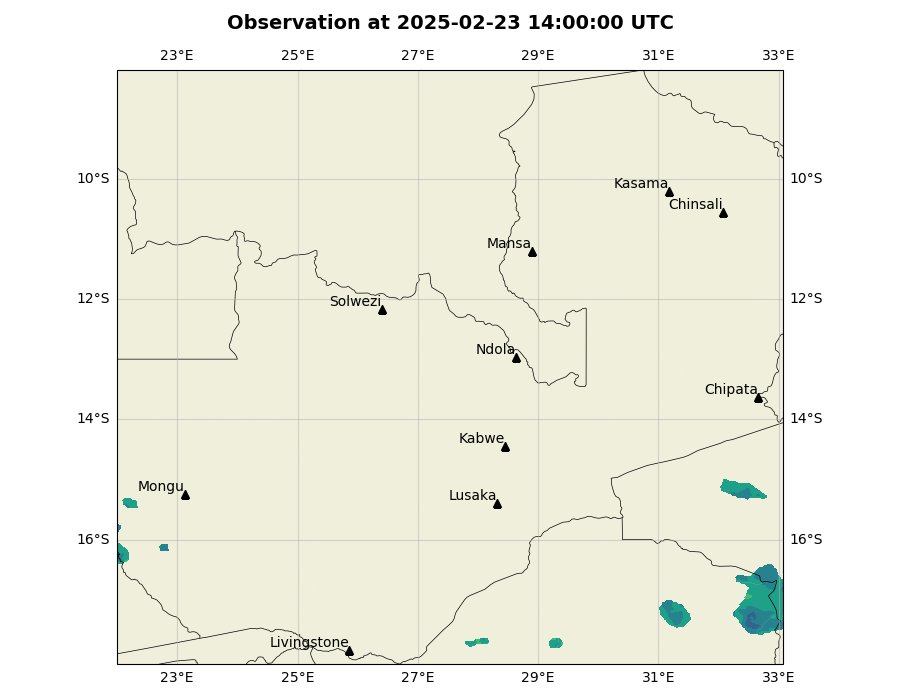 Observation at 2025-02-23 14:00:00 UTC
23°E 25°E 27°E 29°E 31°E 33°E
10°S 10°S
Kasama
Chinsali
Mansa
12°S 12°S
Solwezi
Ndola
Chipata
14°S 14°S
Kabwe
Mongu
Lusaka
16°S 16°S
Livingstone
23°E 25°E 27°E 29°E 31°E 33°E